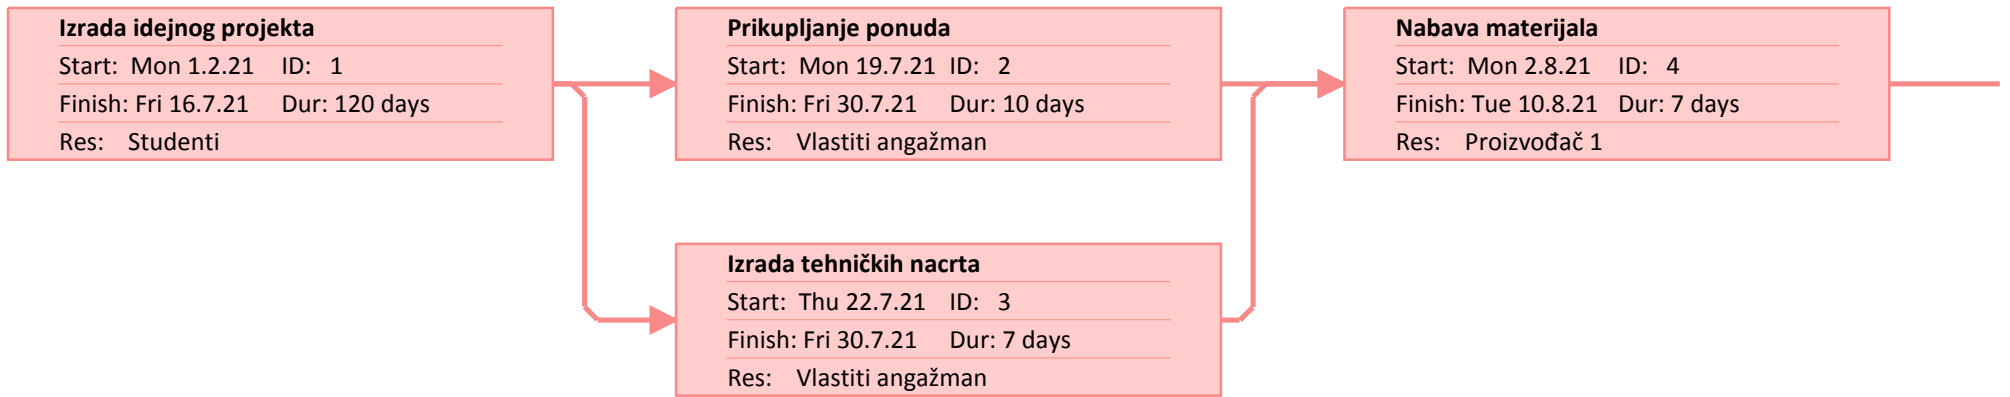 Izrada idejnog projekta
Start: Mon 1.2.21 ID: 1
Finish: Fri 16.7.21 Dur: 120 days
Res: Studenti
Prikupljanje ponuda
Start: Mon 19.7.21 ID: 2
Finish: Fri 30.7.21 Dur: 10 days
Res: Vlastiti angažman
Nabava materijala
Start: Mon 2.8.21 ID: 4
Finish: Tue 10.8.21 Dur: 7 days
Res: Proizvođač 1
Izrada tehničkih nacrta
Start: Thu 22.7.21 ID: 3
Finish: Fri 30.7.21 Dur: 7 days
Res: Vlastiti angažman